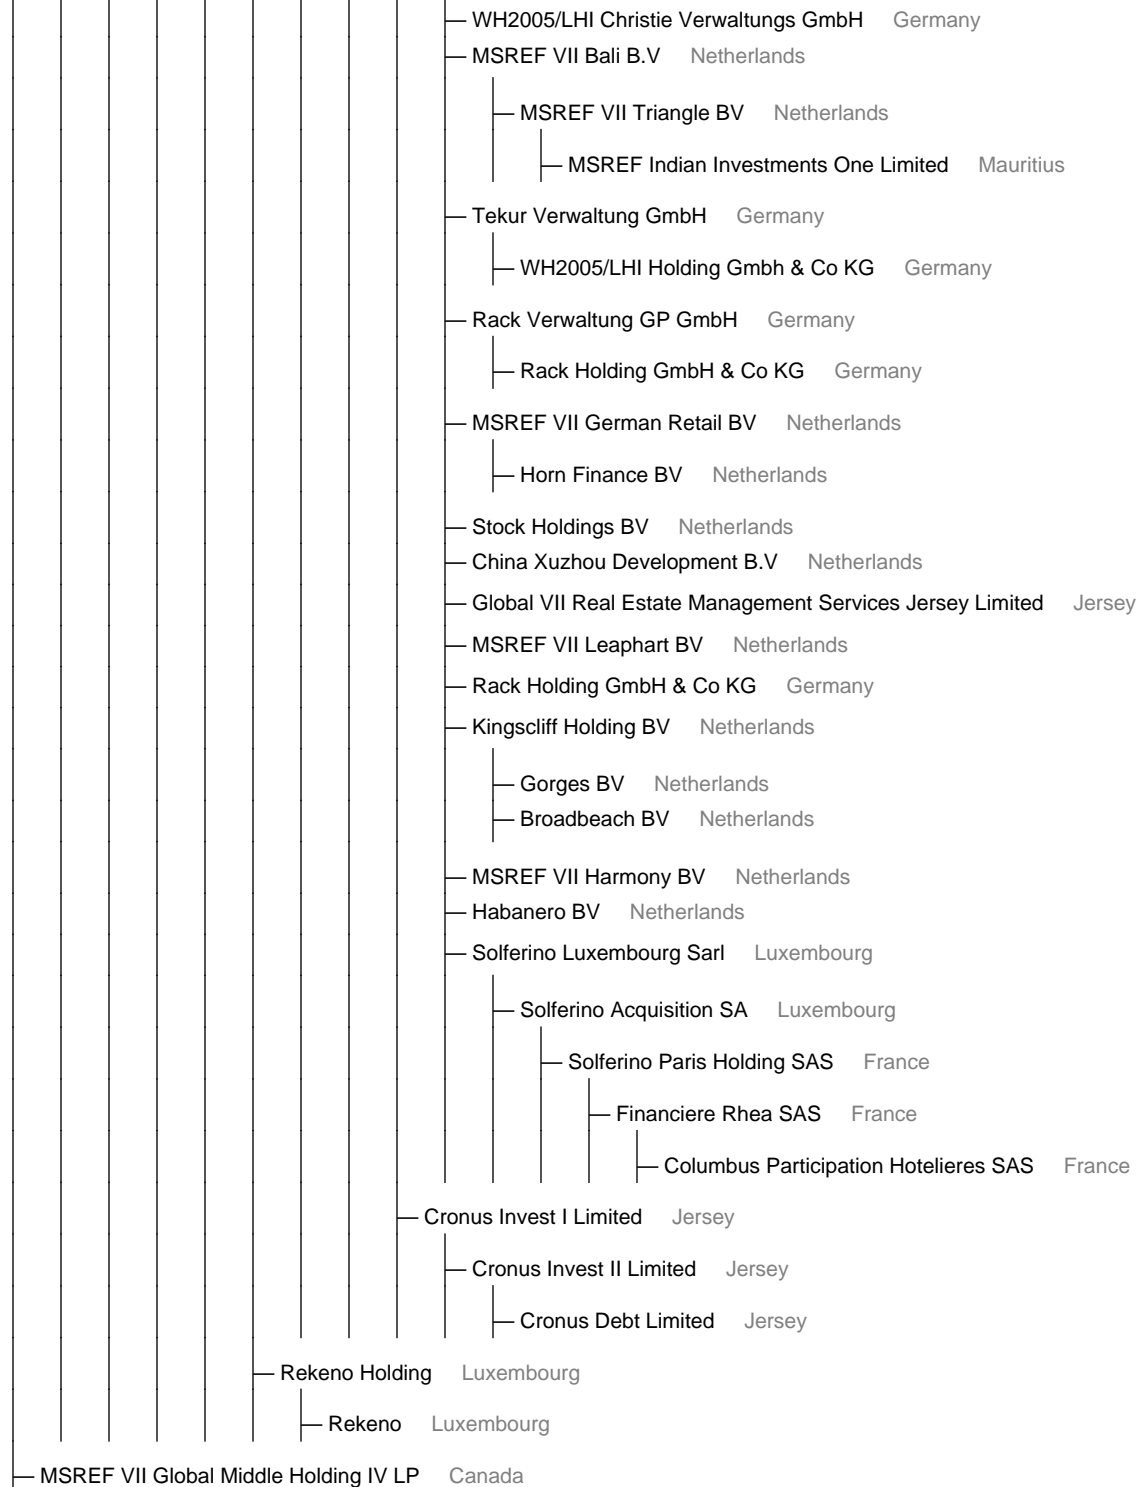 WH2005/LHI Christie Verwaltungs GmbH Germany
MSREF VII Bali B.V Netherlands
MSREF VII Triangle BV Netherlands
MSREF Indian Investments One Limited Mauritius
Tekur Verwaltung GmbH Germany
WH2005/LHI Holding Gmbh & Co KG Germany
Rack Verwaltung GP GmbH Germany
Rack Holding GmbH & Co KG Germany
MSREF VII German Retail BV Netherlands
Horn Finance BV Netherlands
Stock Holdings BV Netherlands
China Xuzhou Development B.V Netherlands
Global VII Real Estate Management Services Jersey Limited Jersey
MSREF VII Leaphart BV Netherlands
Rack Holding GmbH & Co KG Germany
Kingscliff Holding BV Netherlands
Gorges BV Netherlands
Broadbeach BV Netherlands
MSREF VII Harmony BV Netherlands
Habanero BV Netherlands
Solferino Luxembourg Sarl Luxembourg
Solferino Acquisition SA Luxembourg
Solferino Paris Holding SAS France
Financiere Rhea SAS France
Columbus Participation Hotelieres SAS France
Cronus Invest I Limited Jersey
Cronus Invest II Limited Jersey
Cronus Debt Limited Jersey
Rekeno Holding Luxembourg
Rekeno Luxembourg
MSREF VII Global Middle Holding IV LP Canada